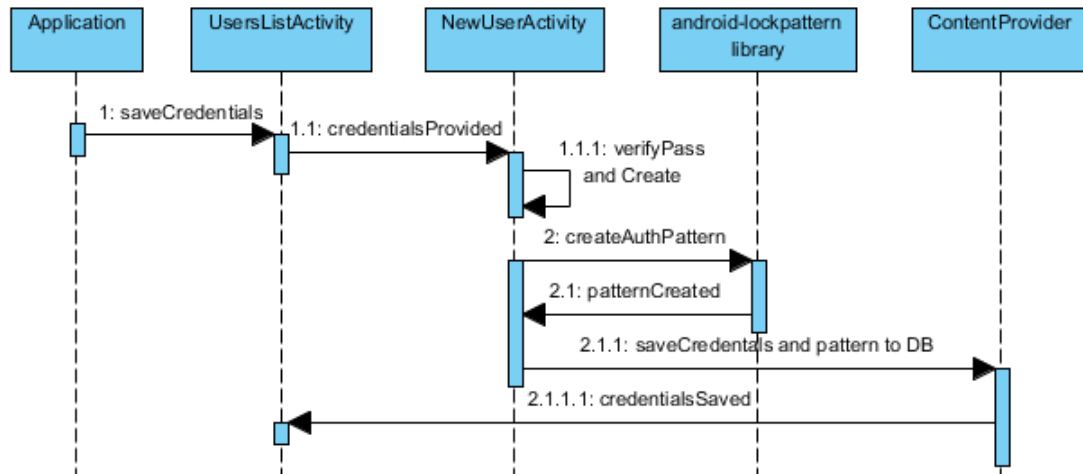 Application
UsersListActivity
NewUserActivity
android-lockpattern
library
ContentProvider
1: saveCredentials
1.1: credentialsProvided
1.1.1: verifyPass
and Create
2: createAuthPattern
2.1: patternCreated
2.1.1: saveCredentals and pattern to DB
2.1.1.1: credentialsSaved